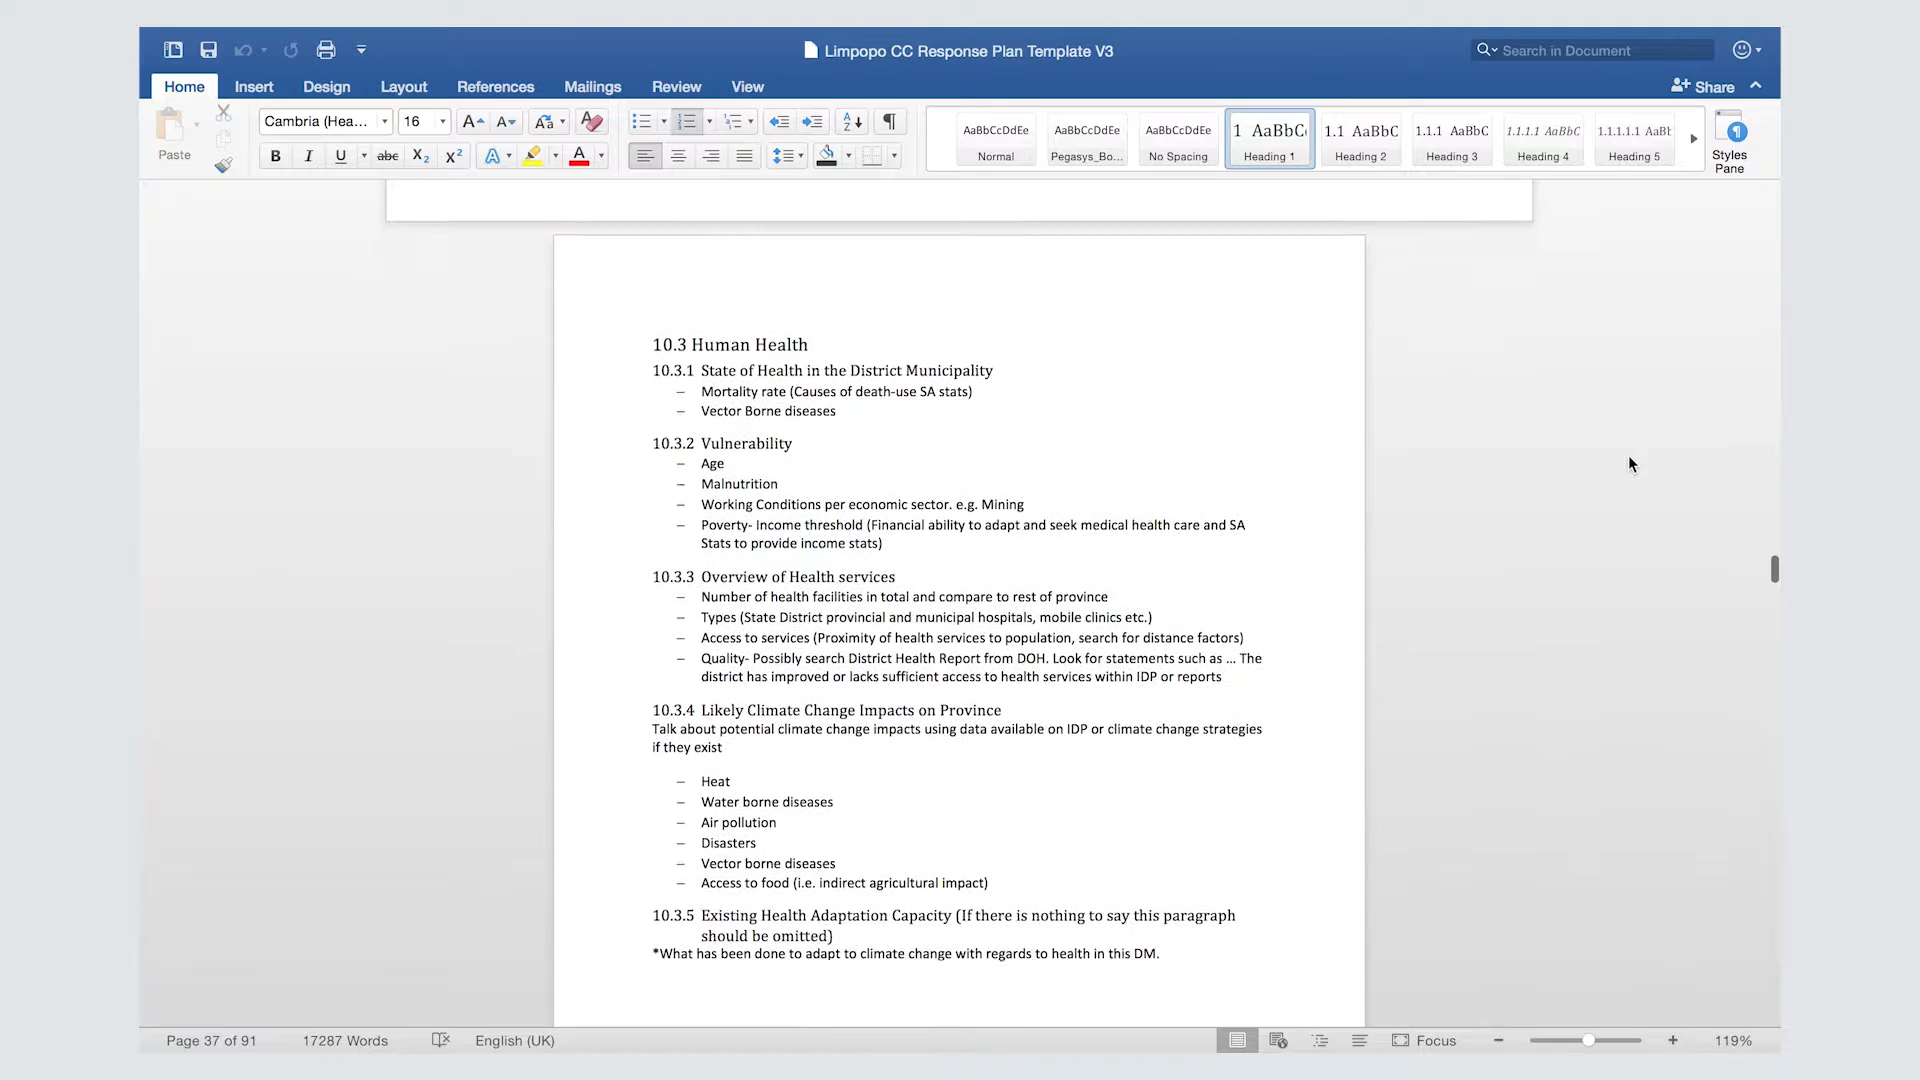 Limpopo CC Response Plan Template V3
Search in Document
Home Insert Design Layout References Mailings Review View
Share
Paste
Cambria (Hea... 16
AaBbCcDdEe AaBbCcDdEe AaBbCcDdEe 1 AaBbC 1.1 AaBbC 1.1.1 AaBbC 1.1.1.1 AaBbC 1.1.1.1.1 AaBb
Normal Pegasys_Bo... No Spacing Heading 1 Heading 2 Heading 3 Heading 4 Heading 5
Styles
Pane
B I U abc X2 X2 A A
10.3 Human Health
10.3.1 State of Health in the District Municipality
– Mortality rate (Causes of death-use SA stats)
– Vector Borne diseases
10.3.2 Vulnerability
– Age
– Malnutrition
– Working Conditions per economic sector. e.g. Mining
– Poverty- Income threshold (Financial ability to adapt and seek medical health care and SA
Stats to provide income stats)
10.3.3 Overview of Health services
– Number of health facilities in total and compare to rest of province
– Types (State District provincial and municipal hospitals, mobile clinics etc.)
– Access to services (Proximity of health services to population, search for distance factors)
– Quality- Possibly search District Health Report from DOH. Look for statements such as ... The
district has improved or lacks sufficient access to health services within IDP or reports
10.3.4 Likely Climate Change Impacts on Province
Talk about potential climate change impacts using data available on IDP or climate change strategies
if they exist
– Heat
– Water borne diseases
– Air pollution
– Disasters
– Vector borne diseases
– Access to food (i.e. indirect agricultural impact)
10.3.5 Existing Health Adaptation Capacity (If there is nothing to say this paragraph
should be omitted)
*What has been done to adapt to climate change with regards to health in this DM.
Page 37 of 91 17287 Words English (UK) Focus 119%